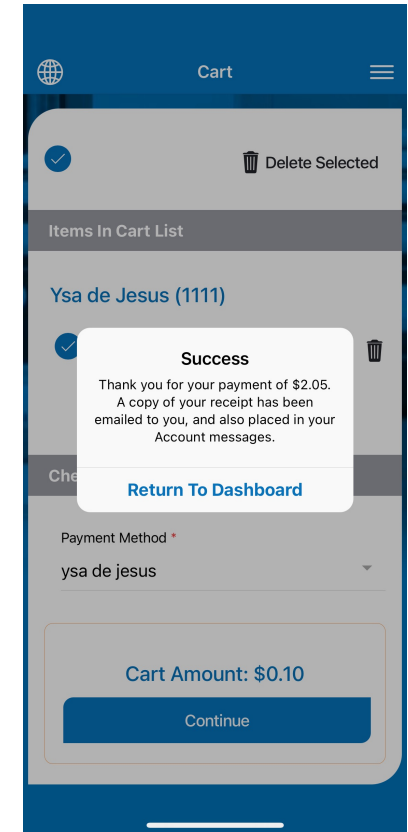 Cart
Delete Selected
Items In Cart List
Ysa de Jesus (1111)
Success
Thank you for your payment of $2.05.
A copy of your receipt has been
emailed to you, and also placed in your
Account messages.
Return To Dashboard
Che
Payment Method *
ysa de jesus
Cart Amount: $0.10
Continue